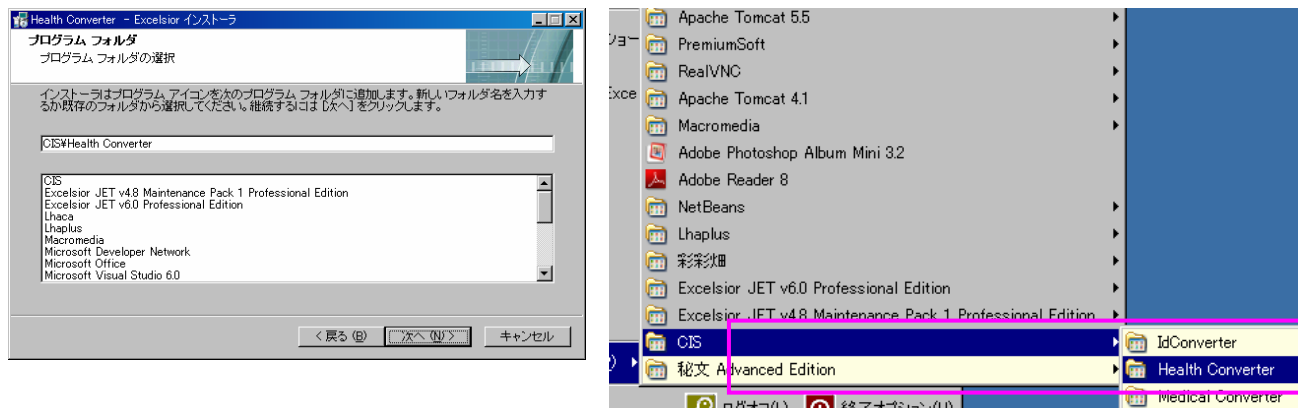 Health Converter - Excelsior インストーラ
プログラム フォルダ
プログラム フォルダの選択
インストーラはプログラム アイコンを次のプログラム フォルダに追加します。新しいフォルダ名を入力す
るか既存のフォルダから選択してください。継続するには [次へ] をクリックします。
CIS¥Health Converter
CIS
Excelsior JET v4.8 Maintenance Pack 1 Professional Edition
Excelsior JET v6.0 Professional Edition
Lhaca
Lhaplus
Macromedia
Microsoft Developer Network
Microsoft Office
Microsoft Visual Studio 6.0
< 戻る (B)
次へ (N) >
キャンセル
Apache Tomcat 5.5
PremiumSoft
RealVNC
Apache Tomcat 4.1
Macromedia
Adobe Photoshop Album Mini 3.2
Adobe Reader 8
NetBeans
Lhaplus
彩彩畑
Excelsior JET v6.0 Professional Edition
Excelsior JET v4.8 Maintenance Pack 1 Professional Edition
CIS
秘文 Advanced Edition
IdConverter
Health Converter
Medical Converter
ログオフ(L)
終了オプション(U)